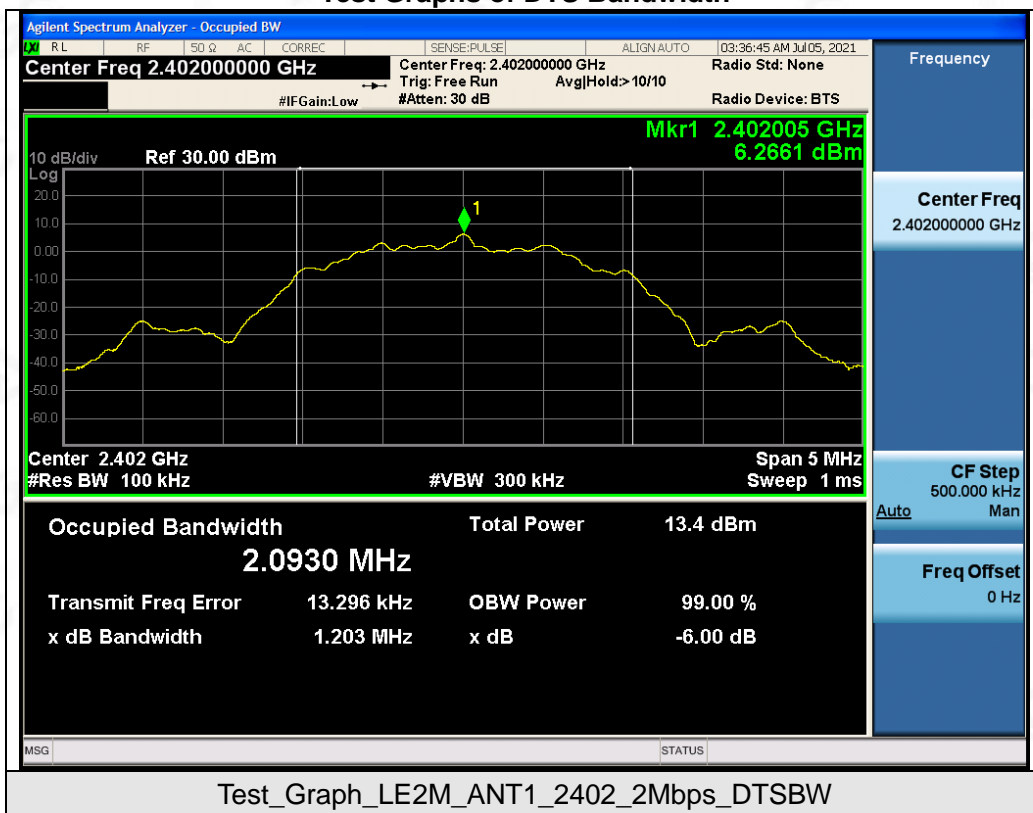 Test Graphs of DTS Bandwidth
Agilent Spectrum Analyzer - Occupied BW
LXI RL RF 50 Ω AC CORREC SENSE:PULSE ALIGN AUTO 03:36:45 AM Jul 05, 2021
Center Freq 2.402000000 GHz
Center Freq: 2.402000000 GHz
Radio Std: None
Trig: Free Run Avg|Hold:> 10/10
#IFGain:Low
#Atten: 30 dB
Radio Device: BTS
Mkr1 2.402005 GHz
6.2661 dBm
10 dB/div Ref 30.00 dBm
Log
20.0
10.0
0.00
-10.0
-20.0
-30.0
-40.0
-50.0
-60.0
1
Center 2.402 GHz Span 5 MHz
#Res BW 100 kHz #VBW 300 kHz Sweep 1 ms
Occupied Bandwidth Total Power 13.4 dBm
2.0930 MHz
Transmit Freq Error 13.296 kHz OBW Power 99.00 %
x dB Bandwidth 1.203 MHz x dB -6.00 dB
MSG STATUS
Frequency
Center Freq
2.402000000 GHz
CF Step
500.000 kHz
Auto Man
Freq Offset
0 Hz
Test_Graph_LE2M_ANT1_2402_2Mbps_DTSBW